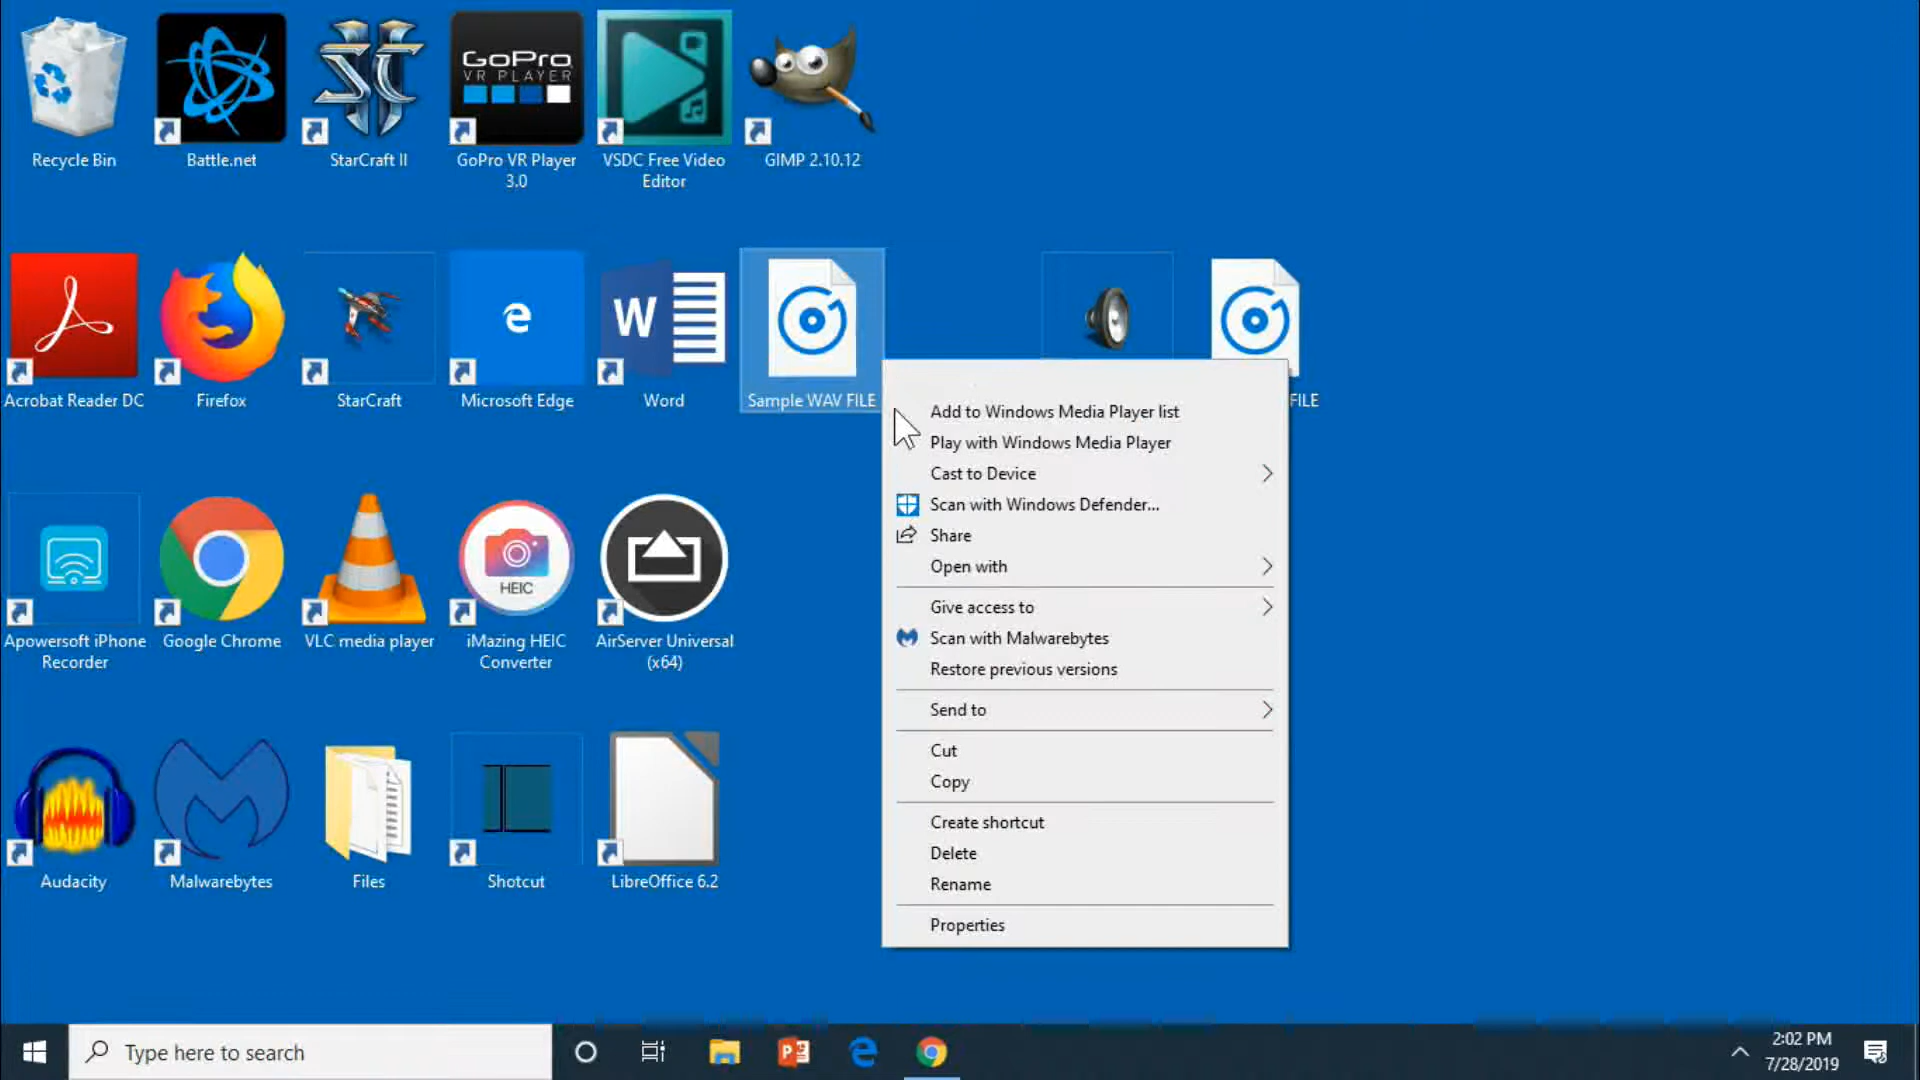 GoPro
VR PLAYER
Recycle Bin
Battle.net
StarCraft II
GoPro VR Player
3.0
VSDC Free Video
Editor
GIMP 2.10.12
W
Acrobat Reader DC
Firefox
StarCraft
Microsoft Edge
Word
Sample WAV FILE
FILE
Add to Windows Media Player list
Play with Windows Media Player
Cast to Device
Scan with Windows Defender...
Share
Open with
Give access to
Scan with Malwarebytes
Restore previous versions
Send to
Cut
Copy
Create shortcut
Delete
Rename
Properties
HEIC
Apowersoft iPhone
Recorder
Google Chrome
VLC media player
iMazing HEIC
Converter
AirServer Universal
(x64)
Audacity
Malwarebytes
Files
Shotcut
LibreOffice 6.2
Type here to search
2:02 PM
7/28/2019